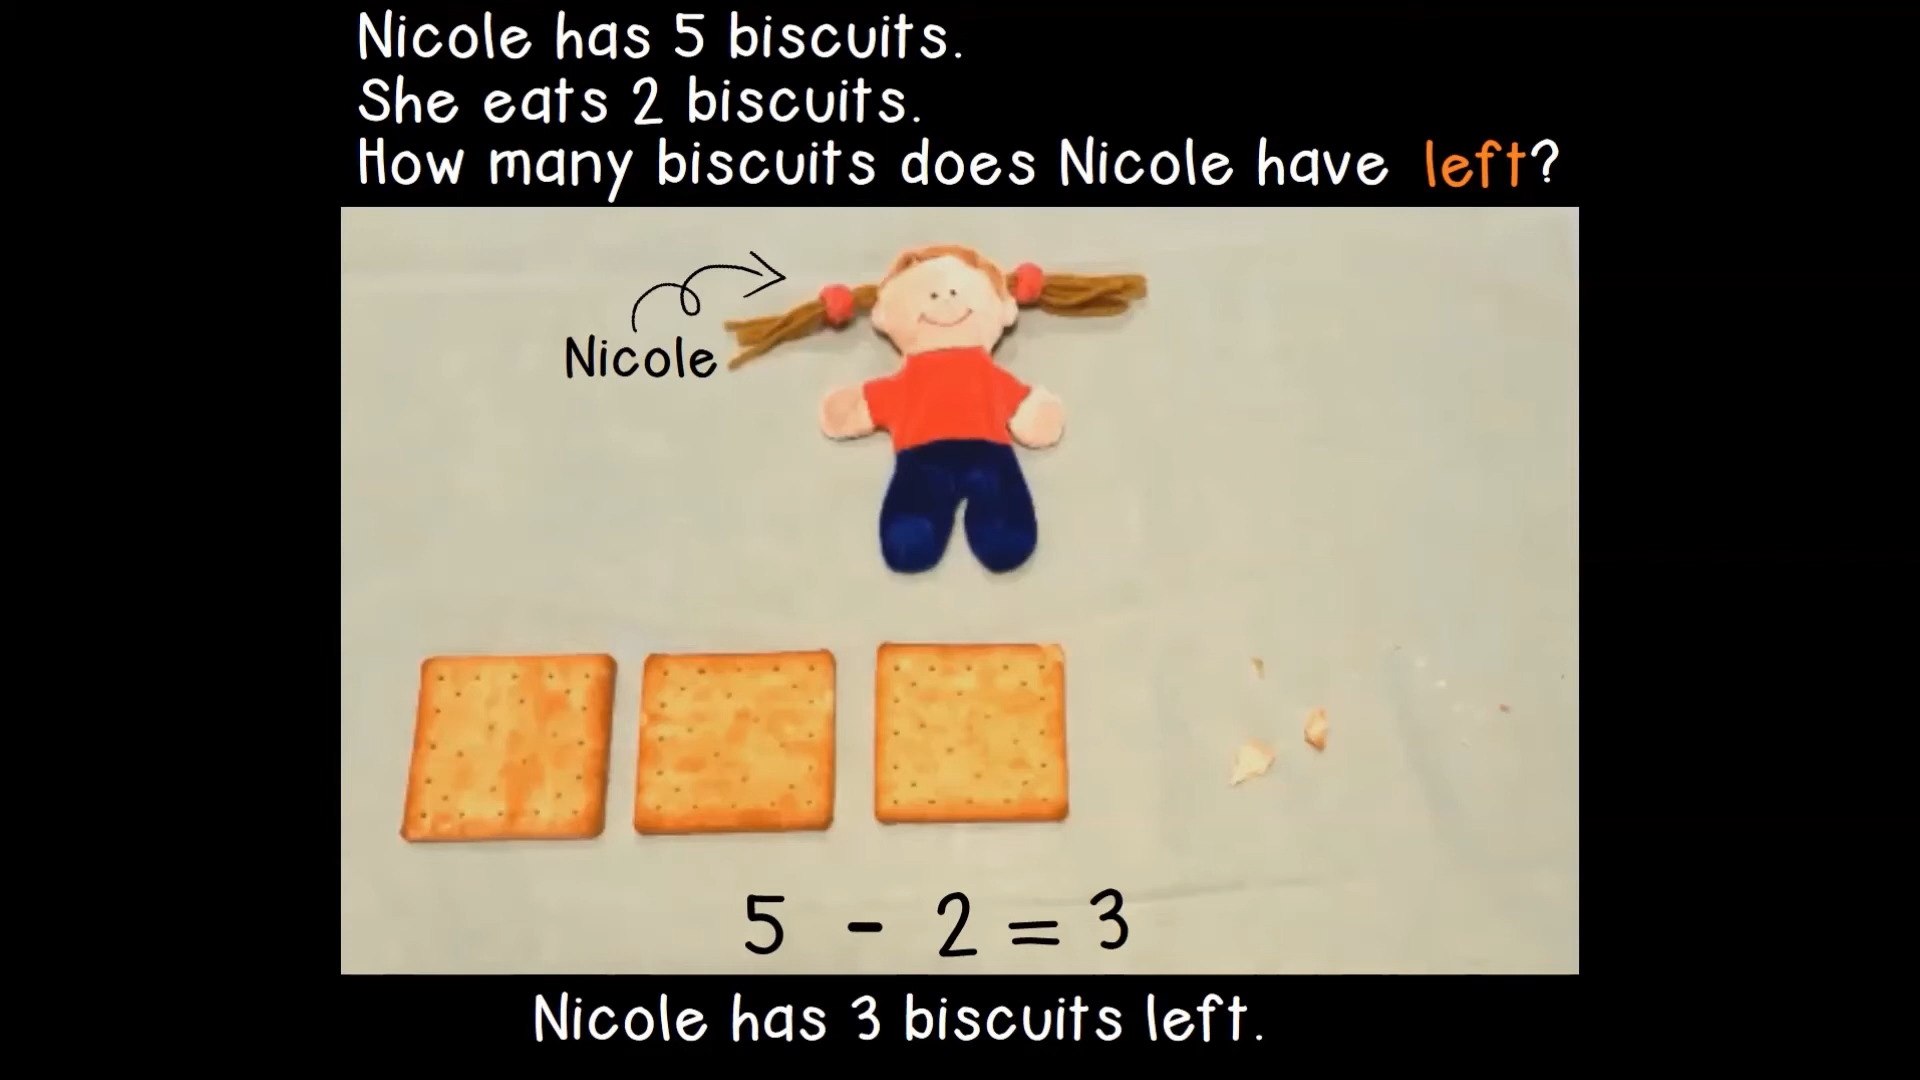 Nicole has 5 biscuits.
She eats 2 biscuits.
How many biscuits does Nicole have left?
Nicole
5 - 2 = 3
Nicole has 3 biscuits left.